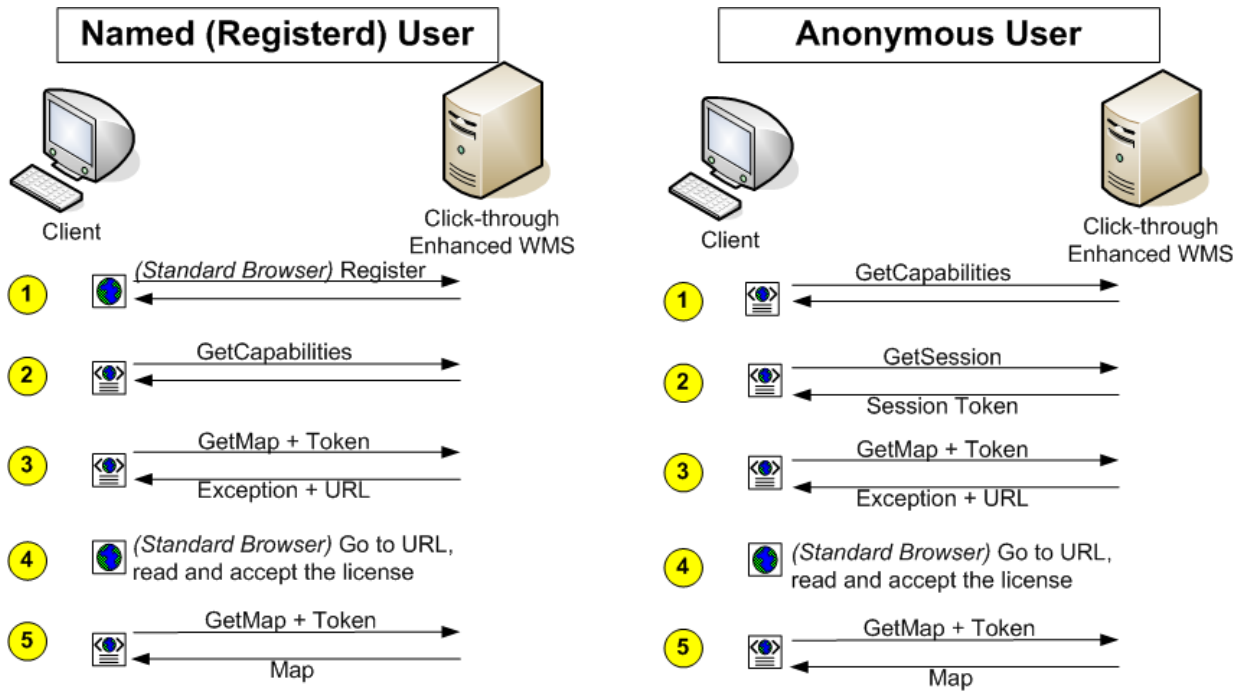 Named (Registerd) User
Client
Click-through
Enhanced WMS
1
(Standard Browser) Register
2
GetCapabilities
3
GetMap + Token
Exception + URL
4
(Standard Browser) Go to URL,
read and accept the license
5
GetMap + Token
Map
Anonymous User
Client
Click-through
Enhanced WMS
1
GetCapabilities
2
GetSession
Session Token
3
GetMap + Token
Exception + URL
4
(Standard Browser) Go to URL,
read and accept the license
5
GetMap + Token
Map